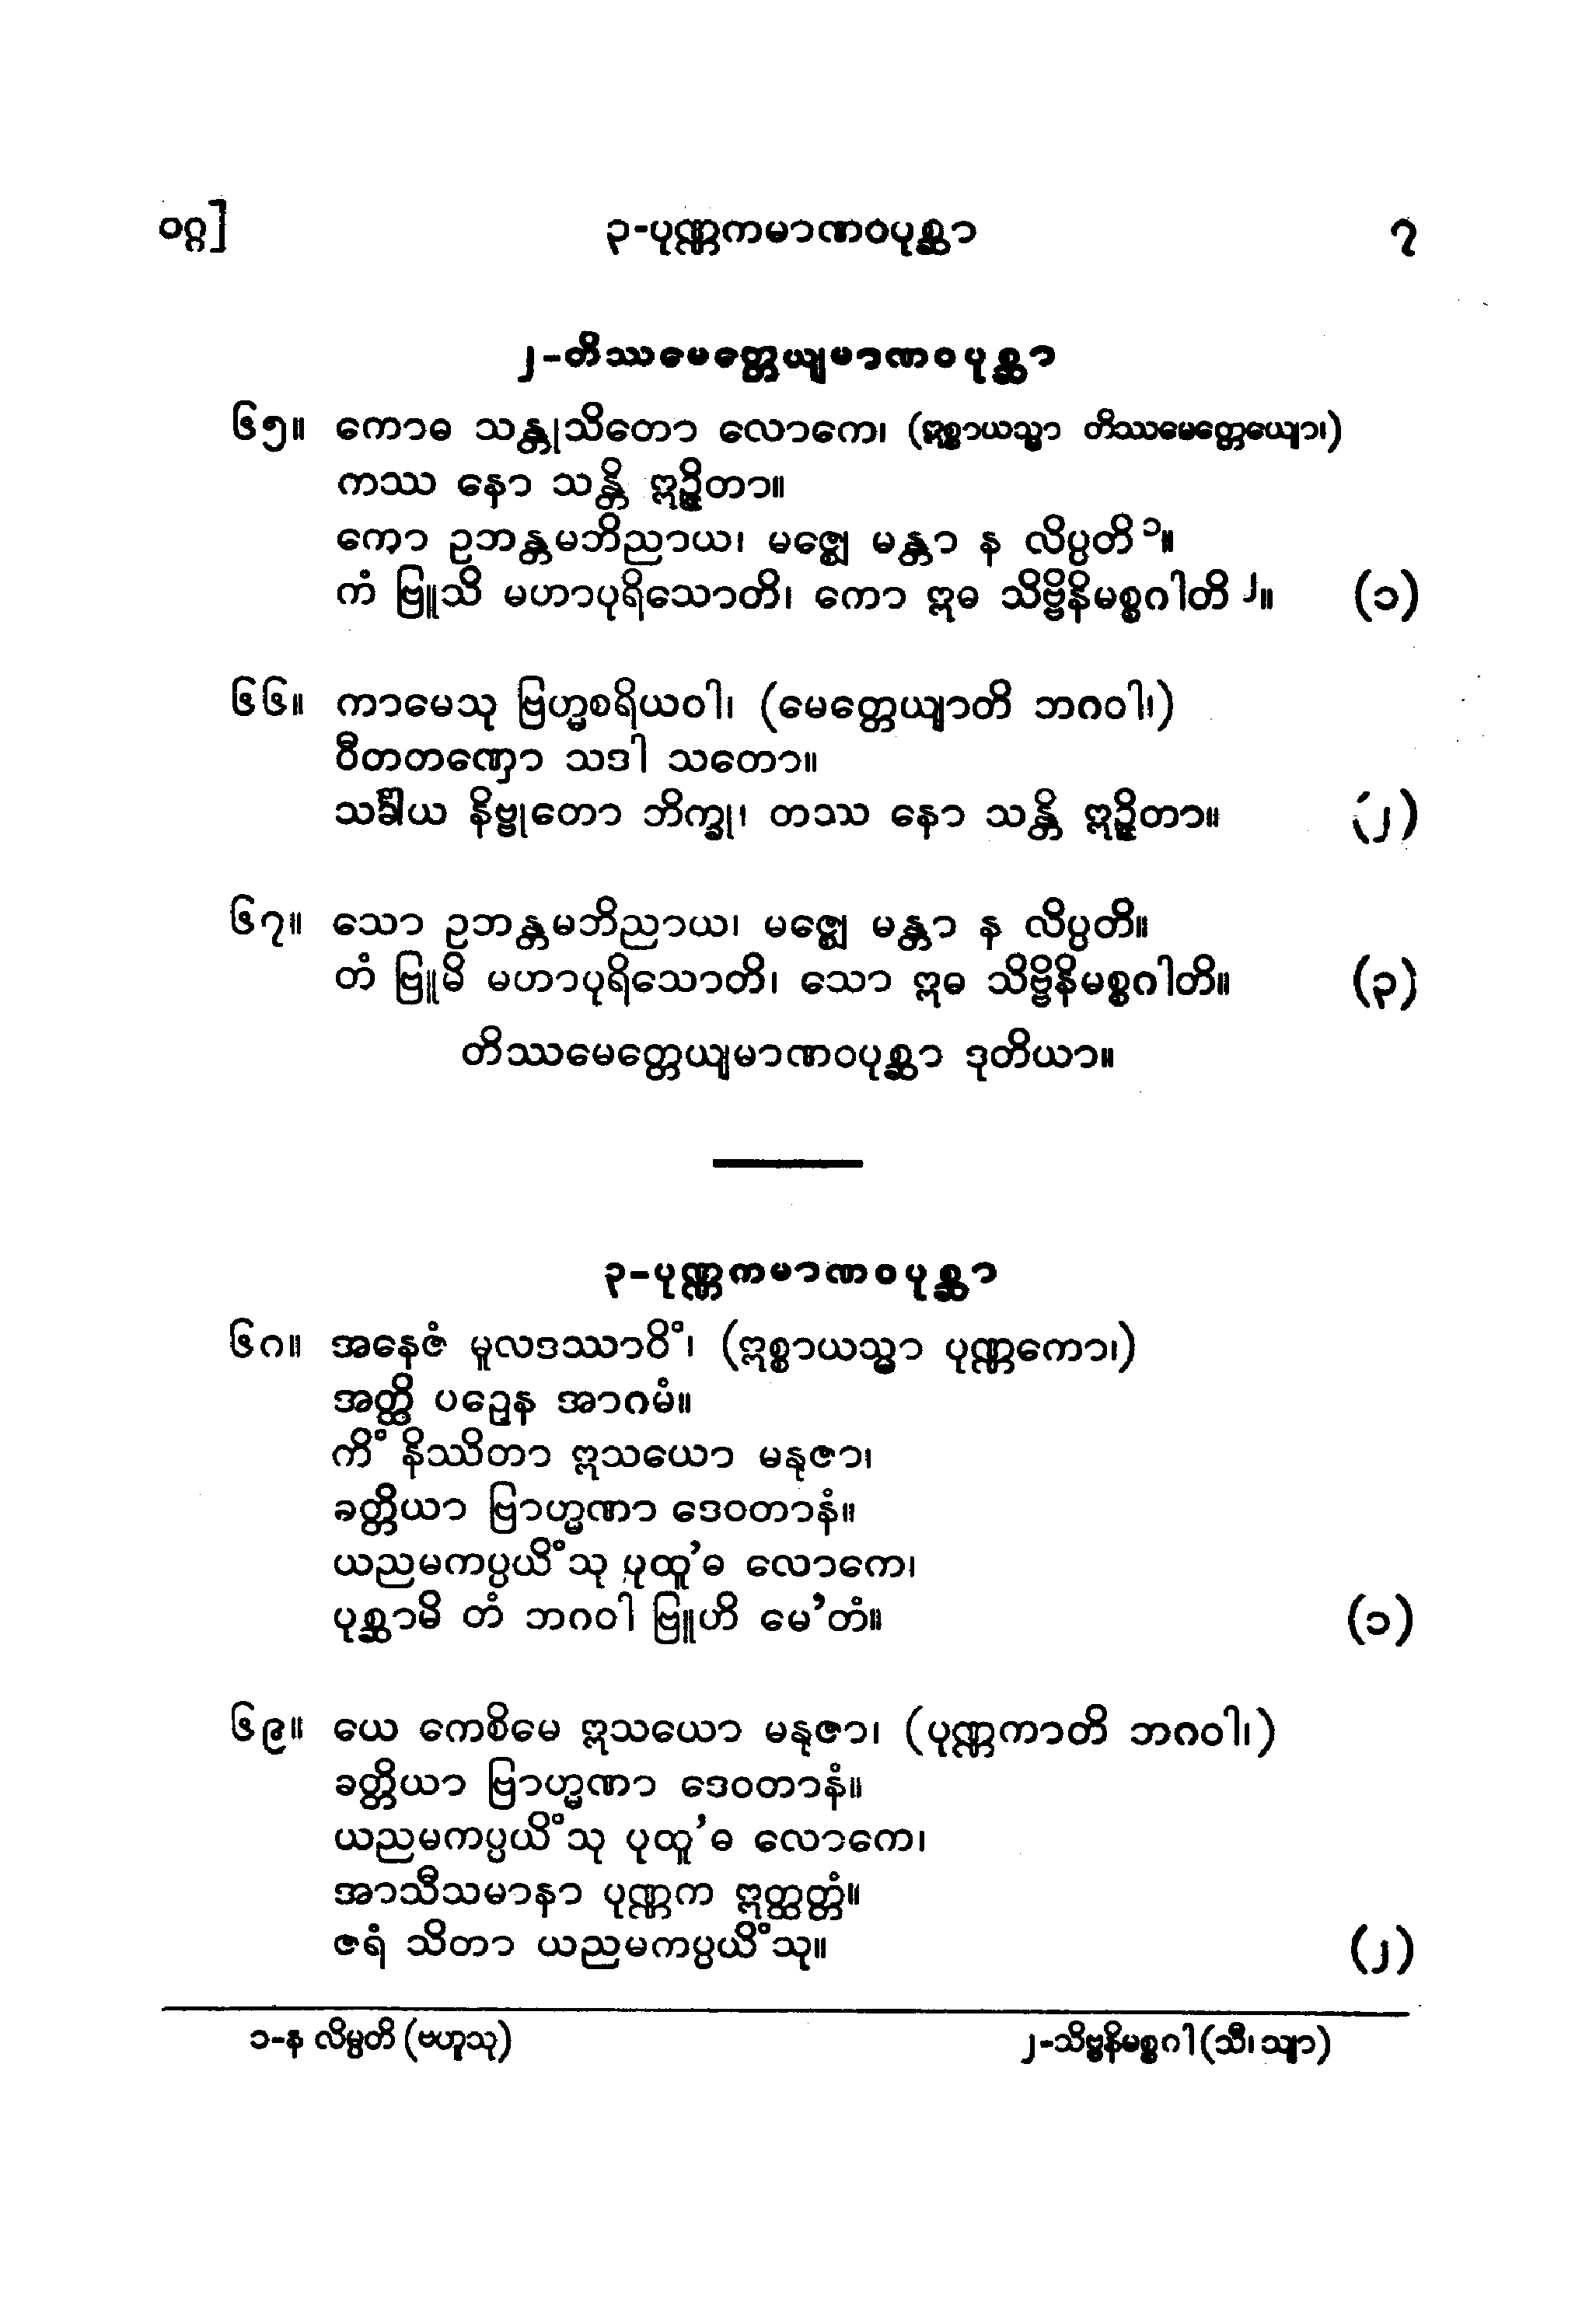 ဝဂ္ဂ]
၃-ပုဏ္ဏကမာဏဝပုစ္ဆာ
၇
၂-တိဿမေတ္တေယျမာဏဝပုစ္ဆာ
၆၅။ ကောဓ သန္တုသိတော လောကေ၊ (ဣစ္စာယသ္မာ တိဿမေတ္တေယျော၊)
ကဿ နော သန္တိ ဣဉ္ဇိတာ။
ကော ဥဘန္တမဘိညာယ၊ မဇ္ဈေ မန္တာ န လိပ္ပတိ ၁။
ကံ ဗြူသိ မဟာပုရိသောတိ၊ ကော ဣဓ သိဗ္ဗိနိမစ္စဂါတိ ၂။ (၁)
၆၆။ ကာမေသု ဗြဟ္မစရိယဝါ၊ (မေတ္တေယျာတိ ဘဂဝါ၊)
ဝီတတဏှော သဒါ သတော။
သင်္ခါယ နိဗ္ဗုတော ဘိက္ခု၊ တဿ နော သန္တိ ဣဉ္ဇိတာ။ (၂)
၆၇။ သော ဥဘန္တမဘိညာယ၊ မဇ္ဈေ မန္တာ န လိပ္ပတိ။
တံ ဗြူမိ မဟာပုရိသောတိ၊ သော ဣဓ သိဗ္ဗိနိမစ္စဂါတိ။ (၃)
တိဿမေတ္တေယျမာဏဝပုစ္ဆာ ဒုတိယာ။
၃-ပုဏ္ဏကမာဏဝပုစ္ဆာ
၆၈။ အနေဇံ မူလဒဿာဝိံ၊ (ဣစ္စာယသ္မာ ပုဏ္ဏကော၊)
အတ္ထိ ပဉှေန အာဂမံ။
ကိံ နိဿိတာ ဣသယော မနုဇာ၊
ခတ္တိယာ ဗြာဟ္မဏာ ဒေဝတာနံ။
ယညမကပ္ပယိံသု ပုထူ’ဓ လောကေ၊
ပုစ္ဆာမိ တံ ဘဂဝါ ဗြူဟိ မေ’တံ။ (၁)
၆၉။ ယေ ကေစိမေ ဣသယော မနုဇာ၊ (ပုဏ္ဏကာတိ ဘဂဝါ၊)
ခတ္တိယာ ဗြာဟ္မဏာ ဒေဝတာနံ။
ယညမကပ္ပယိံသု ပုထူ’ဓ လောကေ၊
အာသီသမာနာ ပုဏ္ဏက ဣတ္ထတ္တံ။
ဇရံ သိတာ ယညမကပ္ပယိံသု။ (၂)
၁-န လိမ္ပတိ (ဗဟူသု)
၂-သိဗ္ဗနိမစ္စဂါ (သီ၊ သျာ)